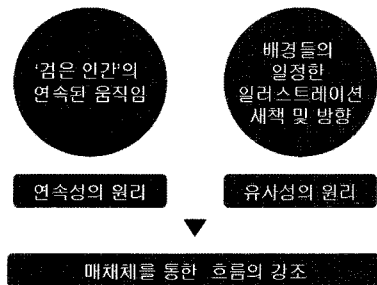 '검은 인간'의
연속된 움직임
배경들의
일정한
일러스트레이션
새책 및 방향
연속성의 원리
유사성의 원리
매채체를 통한 흐름의 강조